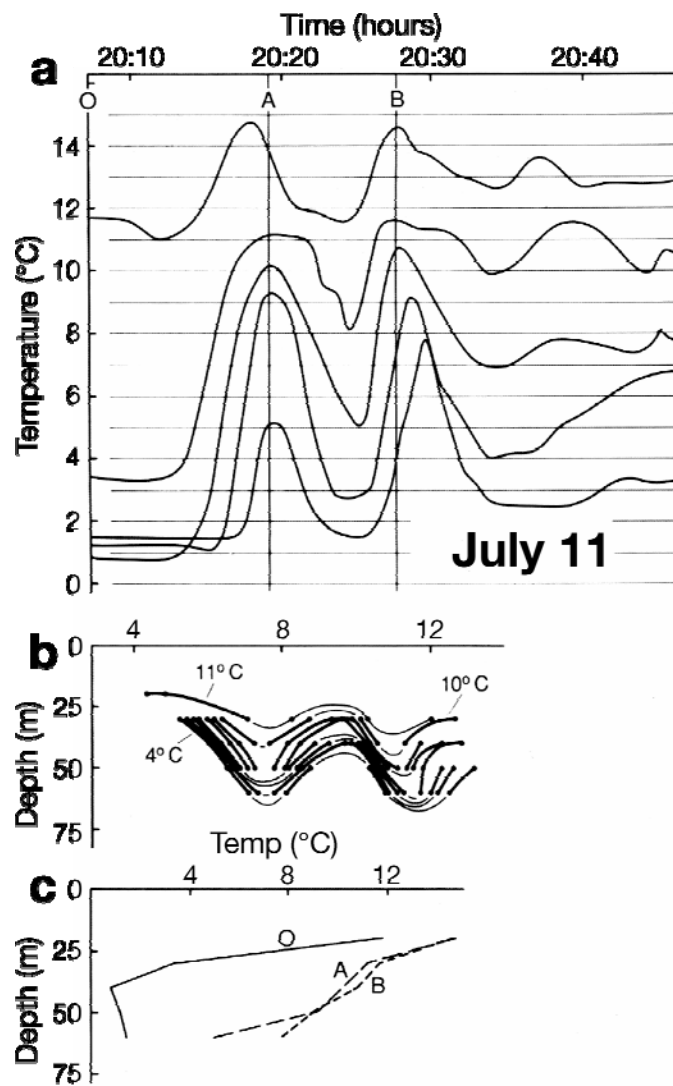 Time (hours)
20:10 20:20 20:30 20:40
a
O A B
Temperature (°C)
14
12
10
8
6
4
2
0
July 11
b
4 8 12
Depth (m)
0
25
50
75
11° C
10° C
4° C
Temp (°C)
c
4 8 12
Depth (m)
0
25
50
75
O
A
B